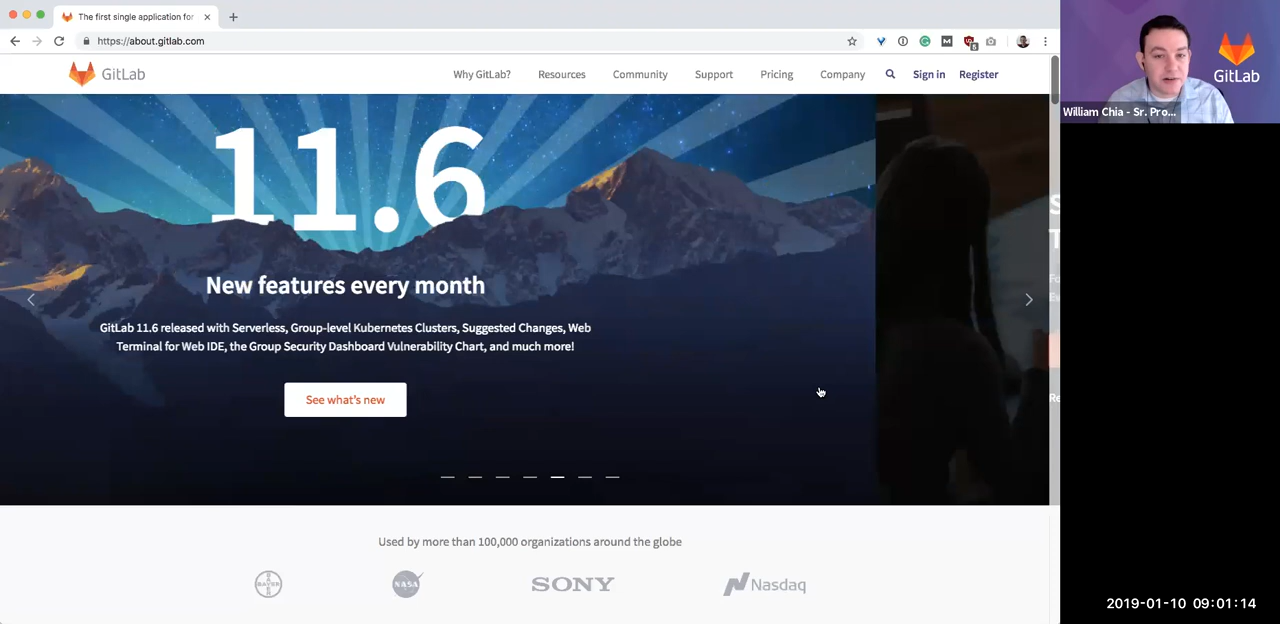 The first single application for
https://about.gitlab.com
GitLab
Why GitLab?
Resources
Community
Support
Pricing
Company
Sign in
Register
11.6
New features every month
GitLab 11.6 released with Serverless, Group-level Kubernetes Clusters, Suggested Changes, Web
Terminal for Web IDE, the Group Security Dashboard Vulnerability Chart, and much more!
See what's new
Used by more than 100,000 organizations around the globe
BAYER
NASA
SONY
Nasdaq
GitLab
William Chia - Sr. Pro...
2019-01-10 09:01:14